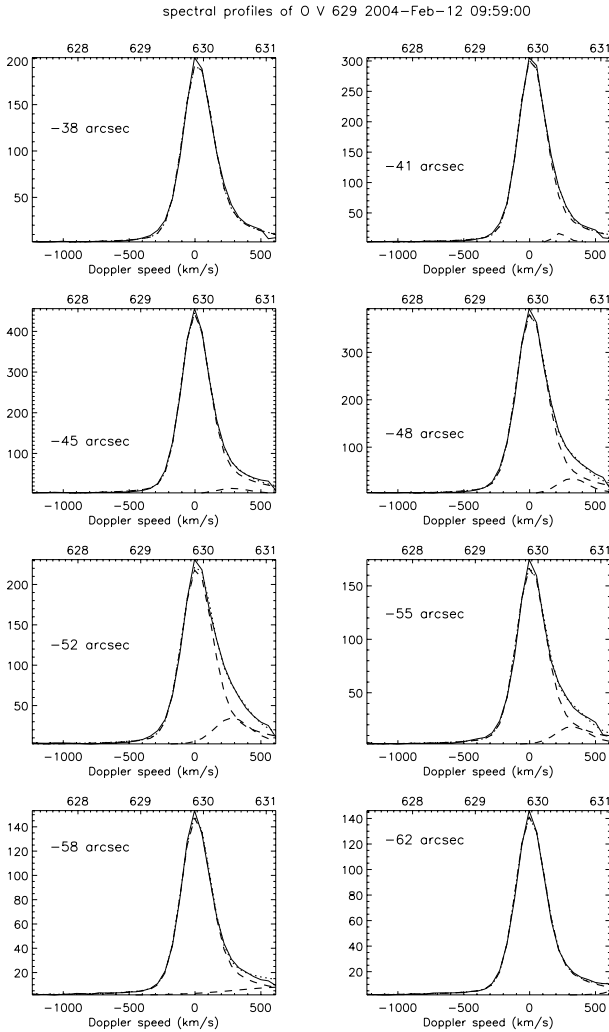 spectral profiles of O V 629 2004-Feb-12 09:59:00
628 629 630 631
628 629 630 631
200
150
100
50
-38 arcsec
-1000 -500 0 500
Doppler speed (km/s)
300
250
200
150
100
50
-41 arcsec
-1000 -500 0 500
Doppler speed (km/s)
628 629 630 631
628 629 630 631
400
300
200
100
-45 arcsec
-1000 -500 0 500
Doppler speed (km/s)
300
200
100
-48 arcsec
-1000 -500 0 500
Doppler speed (km/s)
628 629 630 631
628 629 630 631
200
150
100
50
-52 arcsec
-1000 -500 0 500
Doppler speed (km/s)
150
100
50
-55 arcsec
-1000 -500 0 500
Doppler speed (km/s)
628 629 630 631
628 629 630 631
140
120
100
80
60
40
20
-58 arcsec
-1000 -500 0 500
Doppler speed (km/s)
140
120
100
80
60
40
20
-62 arcsec
-1000 -500 0 500
Doppler speed (km/s)